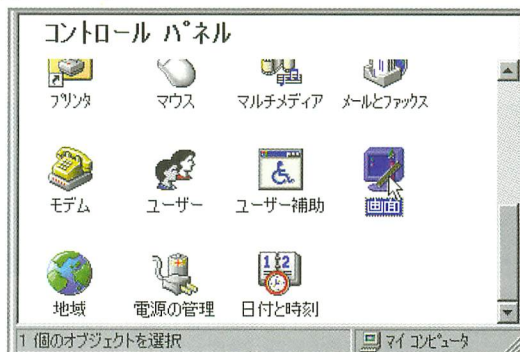 コントロール パネル
プリンタ
マウス
マルチメディア
メールとファックス
モデム
ユーザー
ユーザー補助
画面
12
地域
電源の管理
日付と時刻
1 個のオブジェクトを選択
マイ コンピュータ